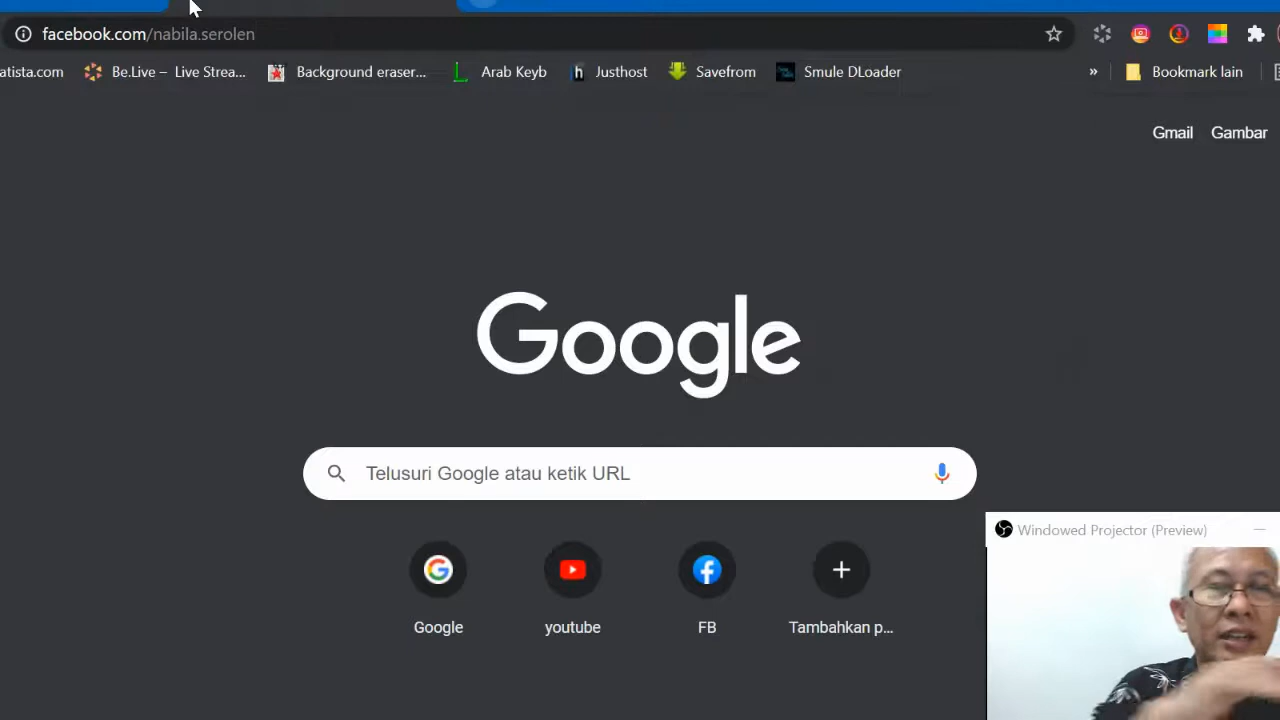 facebook.com/nabila.serolen
atista.com Be.Live – Live Strea... Background eraser... Arab Keyb Justhost Savefrom Smule DLoader » Bookmark lain
Gmail Gambar
Google
Telusuri Google atau ketik URL
Windowed Projector (Preview)
Google youtube FB Tambahkan p...